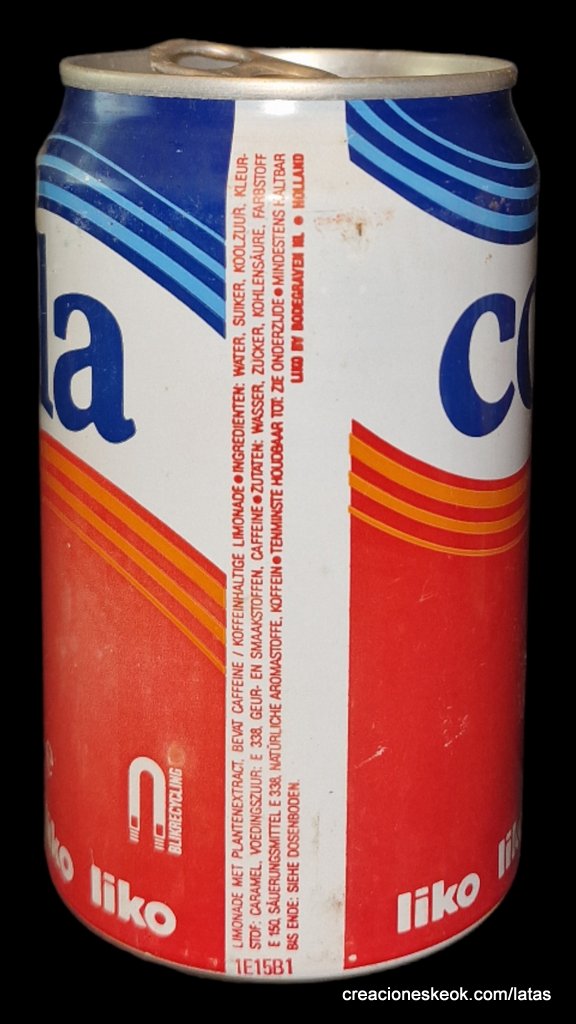 la
co
LIMONADE MET PLANTENEXTRACT, BEVAT CAFFEINE / KOFFEINHALTIGE LIMONADE ● INGREDIENTEN: WATER, SUIKER, KOOLZUUR, KLEUR-
STOF: CARAMEL, VOEDINGSZUUR: E 338, GEUR- EN SMAAKSTOFFEN, CAFFEINE ● ZUTATEN: WASSER, ZUCKER, KOHLENSÄURE, FARBSTOFF
E 150, SÄUERUNGSMITTEL E 338, NATÜRLICHE AROMASTOFFE, KOFFEIN ● TENMINSTE HOUDBAAR TOT: ZIE ONDERZIJDE ● MINDESTENS HALTBAR
BIS ENDE: SIEHE DOSENBODEN.
LIKO BY BODEGRAVEN NL ● HOLLAND
BLIKRECYCLING
liko
liko
1E15B1
creacioneskeok.com/latas